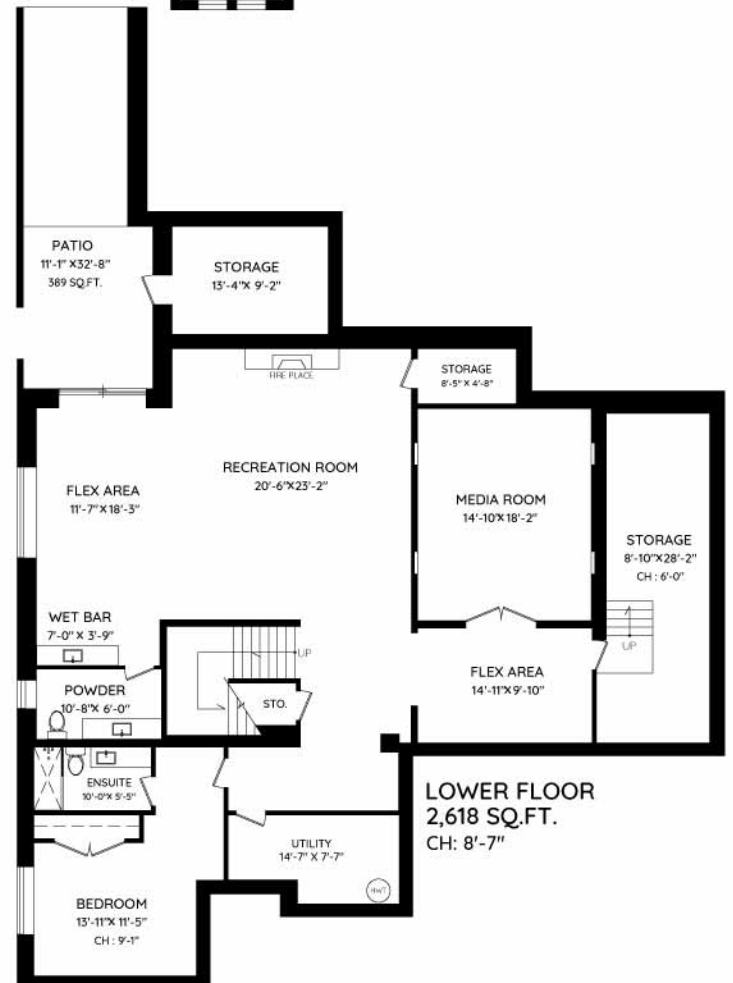 PATIO
11'-1" X32'-8"
389 SQ.FT.
STORAGE
13'-4"X 9'-2"
FIRE PLACE
STORAGE
8'-5" X 4'-8"
RECREATION ROOM
20'-6"X23'-2"
FLEX AREA
11'-7"X18'-3"
MEDIA ROOM
14'-10"X18'-2"
STORAGE
8'-10"X28'-2"
CH : 6'-0"
WET BAR
7'-0" X 3'-9"
UP
UP
FLEX AREA
14'-11"X9'-10"
POWDER
10'-8"X 6'-0"
STO.
ENSUITE
10'-0"X 5'-5"
LOWER FLOOR
2,618 SQ.FT.
CH: 8'-7"
UTILITY
14'-7" X 7'-7"
HWT
BEDROOM
13'-11"X 11'-5"
CH : 9'-1"